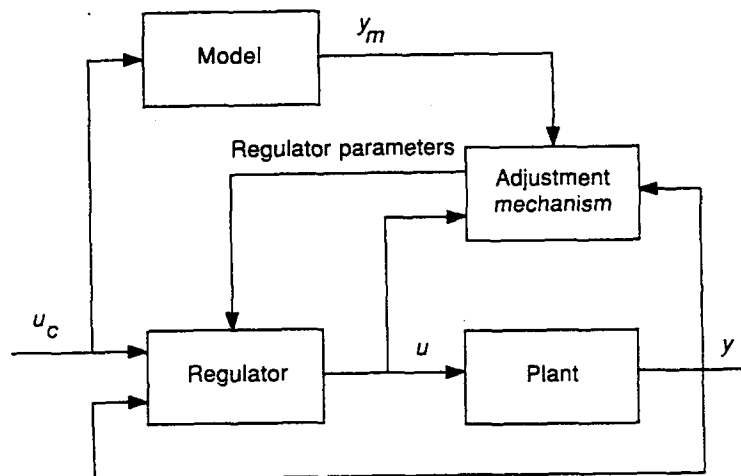 Model
y_m
Regulator parameters
Adjustment
mechanism
u_c
Regulator
u
Plant
y